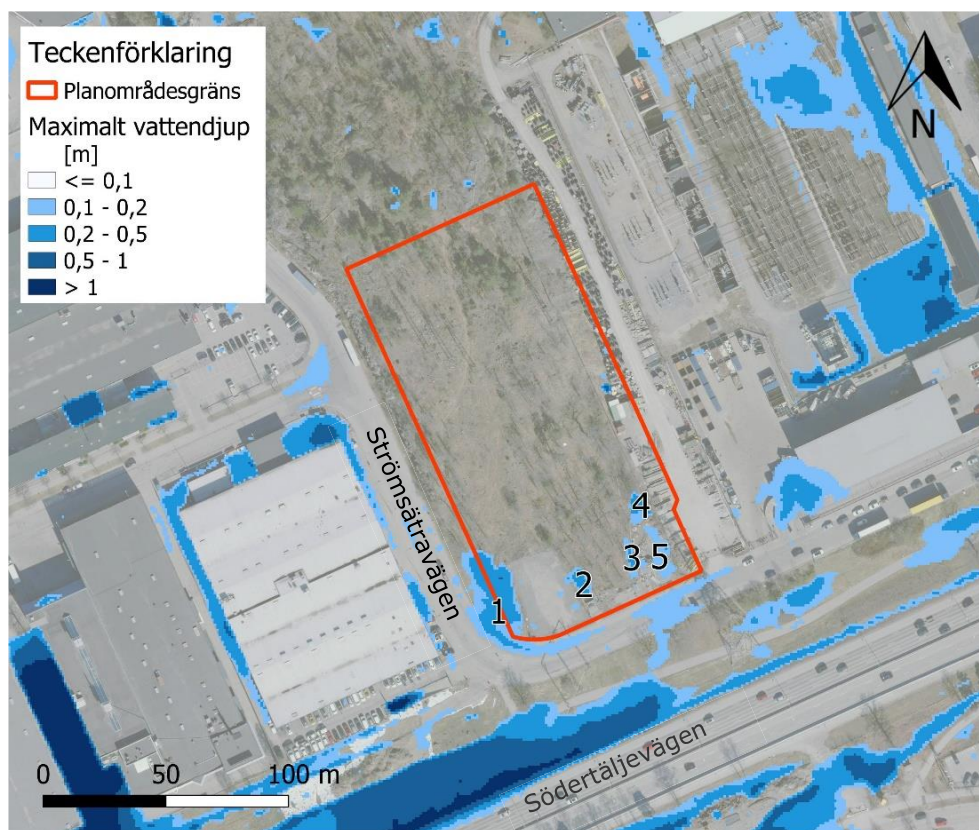 Teckenförklaring
Planområdesgräns
Maximalt vattendjup
[m]
<= 0,1
0,1 - 0,2
0,2 - 0,5
0,5 - 1
> 1
N
Strömsätravägen
4
3 5
2
1
Södertäljevägen
0 50 100 m